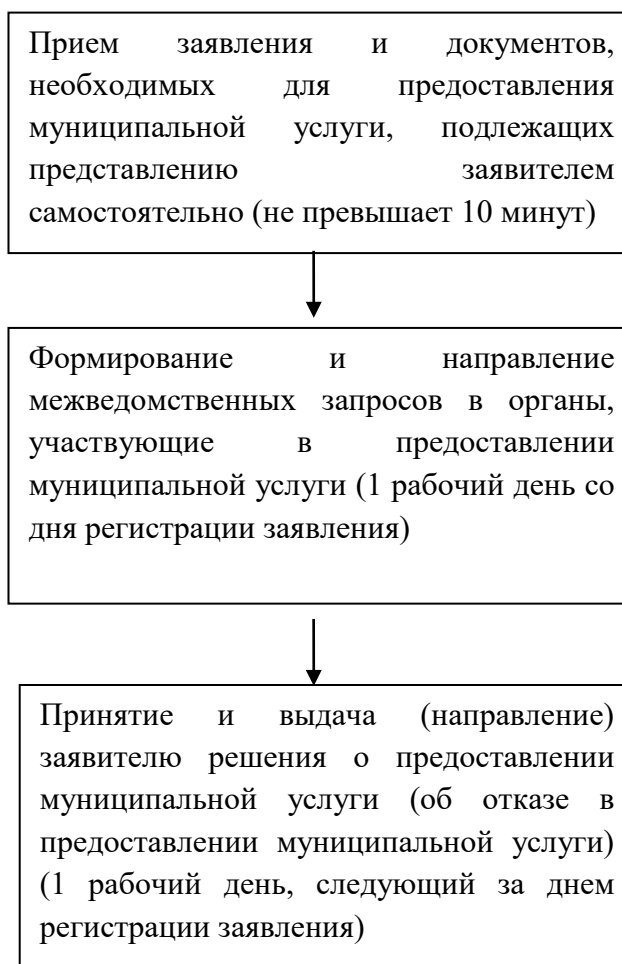 Прием заявления и документов,
необходимых для предоставления
муниципальной услуги, подлежащих
представлению заявителем
самостоятельно (не превышает 10 минут)
Формирование и направление
межведомственных запросов в органы,
участвующие в предоставлении
муниципальной услуги (1 рабочий день со
дня регистрации заявления)
Принятие и выдача (направление)
заявителю решения о предоставлении
муниципальной услуги (об отказе в
предоставлении муниципальной услуги)
(1 рабочий день, следующий за днем
регистрации заявления)